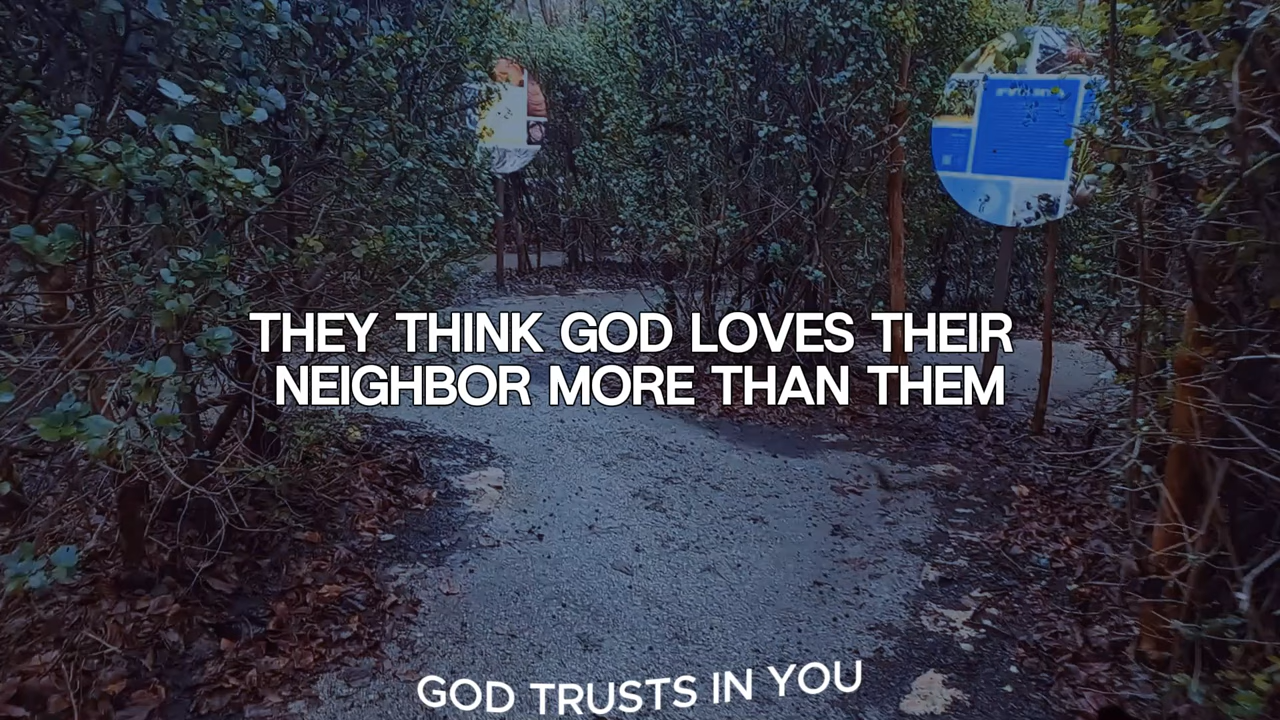 THEY THINK GOD LOVES THEIR
NEIGHBOR MORE THAN THEM
GOD TRUSTS IN YOU